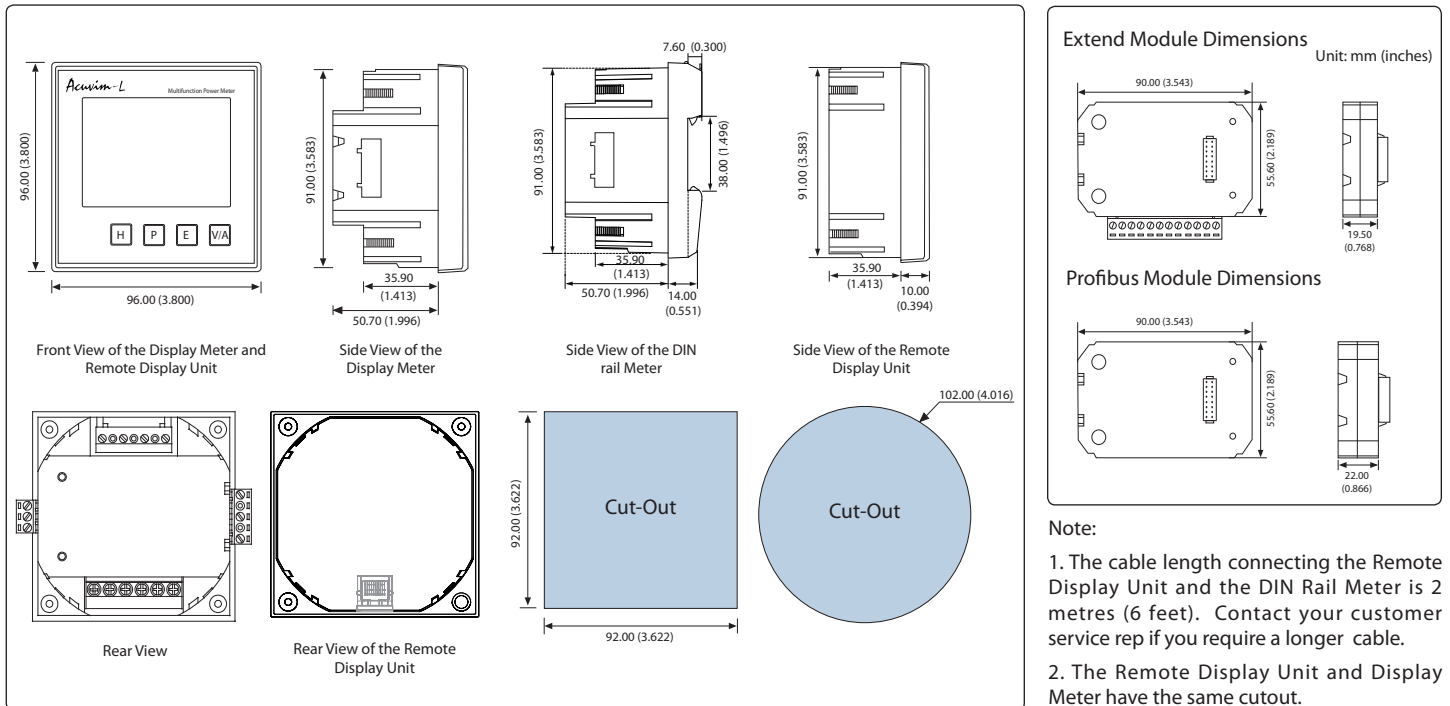 Acuvim-L
Multifunction Power Meter
H P E V/A
96.00 (3.800)
96.00 (3.800)
Front View of the Display Meter and
Remote Display Unit
91.00 (3.583)
35.90
(1.413)
50.70 (1.996)
Side View of the
Display Meter
7.60 (0.300)
91.00 (3.583)
38.00 (1.496)
35.90
(1.413)
50.70 (1.996)
14.00
(0.551)
Side View of the DIN
rail Meter
91.00 (3.583)
35.90
(1.413)
10.00
(0.394)
Side View of the Remote
Display Unit
Rear View
Rear View of the Remote
Display Unit
92.00 (3.622)
Cut-Out
92.00 (3.622)
102.00 (4.016)
Cut-Out
Extend Module Dimensions
Unit: mm (inches)
90.00 (3.543)
55.60 (2.189)
19.50
(0.768)
Profibus Module Dimensions
90.00 (3.543)
55.60 (2.189)
22.00
(0.866)
Note:
1. The cable length connecting the Remote
Display Unit and the DIN Rail Meter is 2
metres (6 feet). Contact your customer
service rep if you require a longer cable.
2. The Remote Display Unit and Display
Meter have the same cutout.